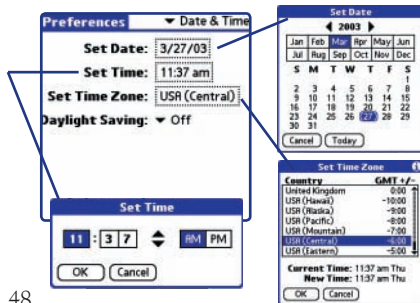 Preferences ▼ Date & Time
Set Date: 3/27/03
Set Time: 11:37 am
Set Time Zone: USA (Central)
Daylight Saving: ▼ Off
Set Time
11 : 3 7 AM PM
OK Cancel
Set Date
2003
Jan Feb Mar Apr May Jun
Jul Aug Sep Oct Nov Dec
S M T W T F S
1
2 3 4 5 6 7 8
9 10 11 12 13 14 15
16 17 18 19 20 21 22
23 24 25 26 27 28 29
30 31
Cancel Today
Set Time Zone
Country GMT +/-
United Kingdom 0:00
USA (Hawaii) -10:00
USA (Alaska) -9:00
USA (Pacific) -8:00
USA (Mountain) -7:00
USA (Central) -6:00
USA (Eastern) -5:00
Current Time: 11:37 am Thu
New Time: 11:37 am Thu
OK Cancel
48